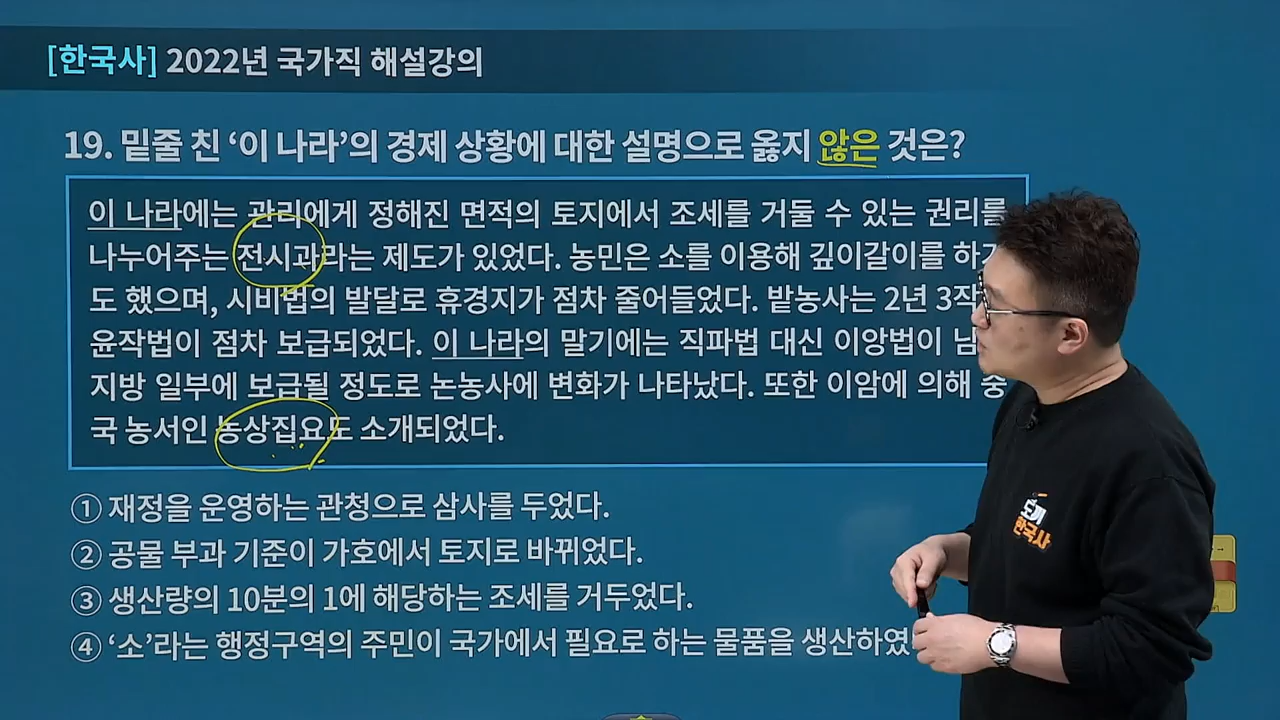 [한국사] 2022년 국가직 해설강의
19. 밑줄 친 ‘이 나라’의 경제 상황에 대한 설명으로 옳지 않은 것은?
이 나라에는 관리에게 정해진 면적의 토지에서 조세를 거둘 수 있는 권리를
나누어주는 전시과라는 제도가 있었다. 농민은 소를 이용해 깊이갈이를
도 했으며, 시비법의 발달로 휴경지가 점차 줄어들었다. 밭농사는 2년 3작
윤작법이 점차 보급되었다. 이 나라의 말기에는 직파법 대신 이앙법이
지방 일부에 보급될 정도로 논농사에 변화가 나타났다. 또한 이암에 의해 중
국 농서인 농상집요도 소개되었다.
① 재정을 운영하는 관청으로 삼사를 두었다.
② 공물 부과 기준이 가호에서 토지로 바뀌었다.
③ 생산량의 10분의 1에 해당하는 조세를 거두었다.
④ ‘소’라는 행정구역의 주민이 국가에서 필요로 하는 물품을 생산하였
도끼
한국사